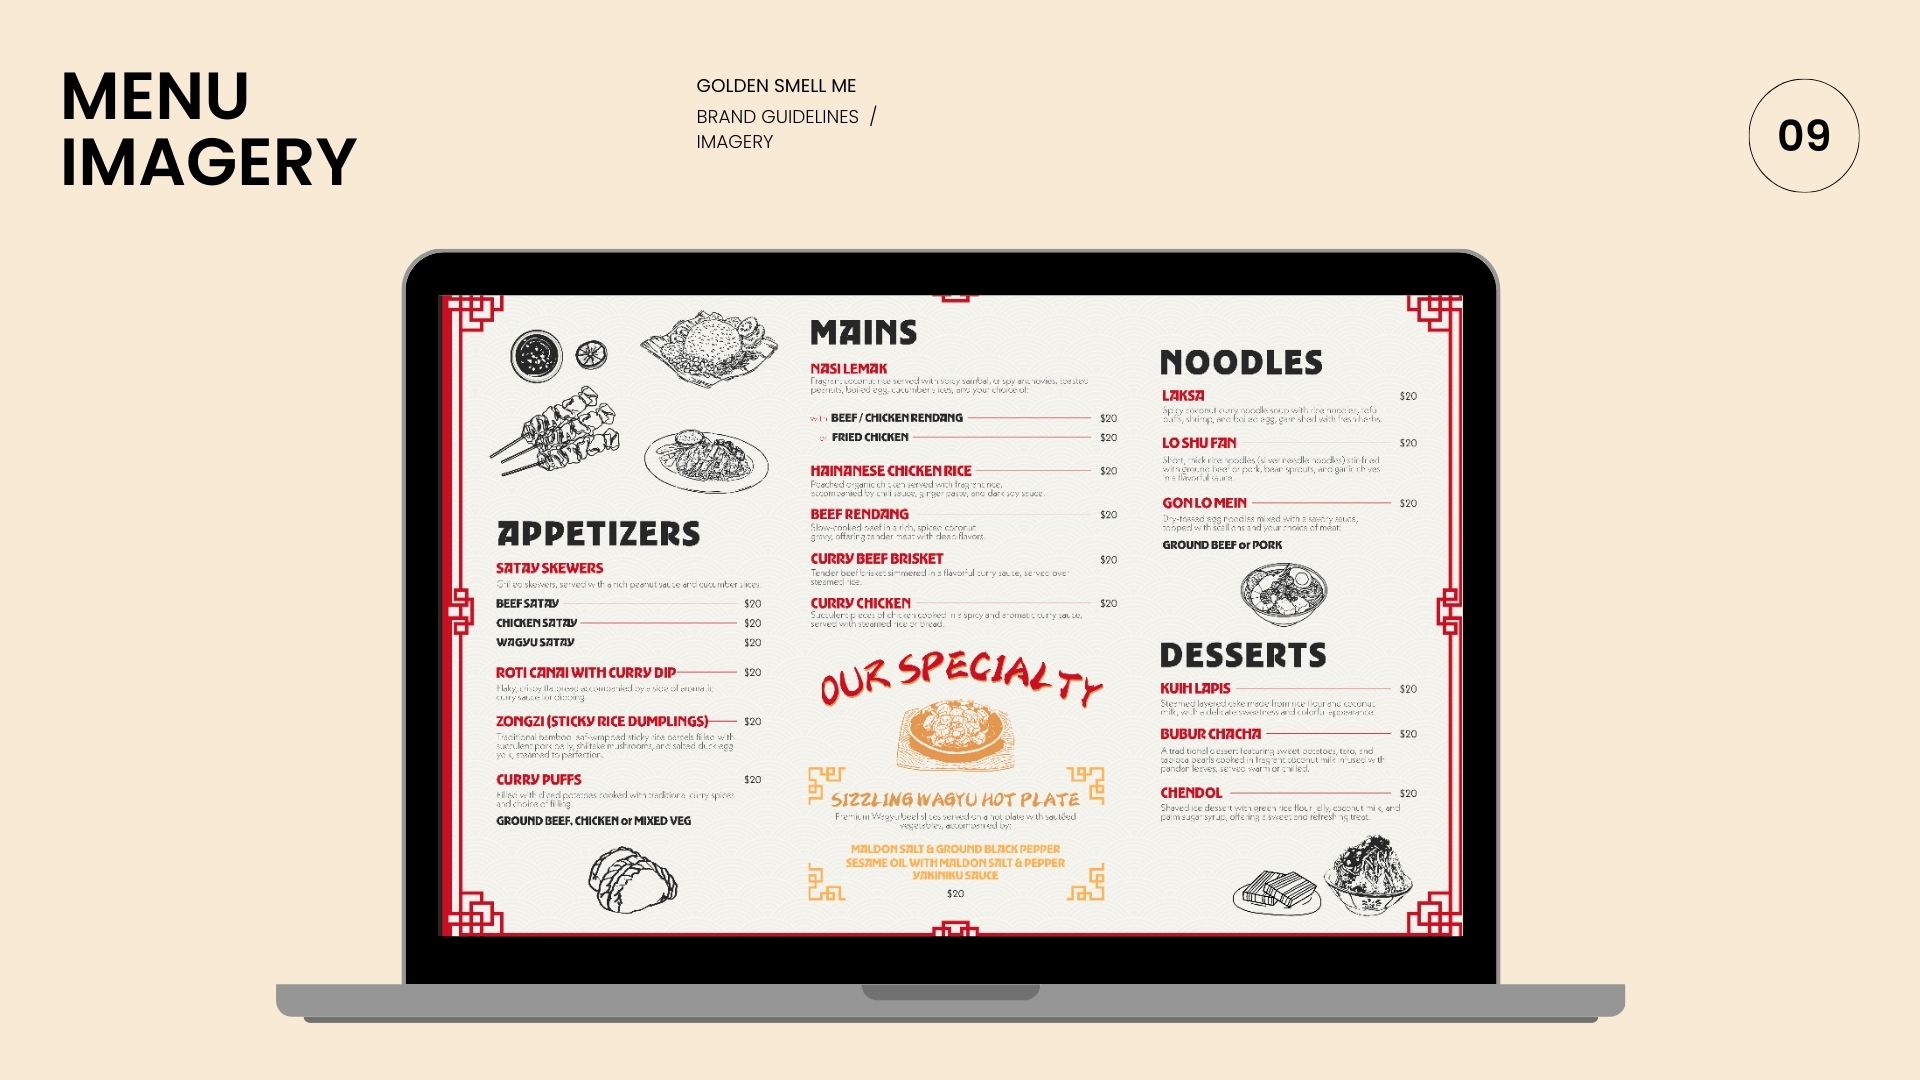 MENU
IMAGERY
GOLDEN SMELL ME
BRAND GUIDELINES /
IMAGERY
09
APPETIZERS
SATAY SKEWERS
Grilled skewers, served with a rich peanut sauce and cucumber slices.
BEEF SATAY $20
CHICKEN SATAY $20
WAGYU SATAY $20
ROTI CANAI WITH CURRY DIP $20
Flaky, crispy flatbread accompanied by a side of aromatic
curry sauce for dipping.
ZONGZI (STICKY RICE DUMPLINGS) $20
Traditional bamboo leaf-wrapped sticky rice parcels filled with
succulent pork belly, shiitake mushrooms, and salted duck egg
yolk, steamed to perfection.
CURRY PUFFS $20
Filled with diced potatoes cooked with traditional curry spices
and choice of filling.
GROUND BEEF, CHICKEN or MIXED VEG
MAINS
NASI LEMAK
Fragrant coconut rice served with spicy sambal, crispy anchovies, roasted
peanuts, boiled egg, cucumber slices, and your choice of:
with BEEF / CHICKEN RENDANG $20
or FRIED CHICKEN $20
HAINANESE CHICKEN RICE $20
Poached organic chicken served with fragrant rice,
accompanied by chili sauce, ginger paste, and dark soy sauce.
BEEF RENDANG $20
Slow-cooked beef in a rich, spiced coconut
gravy, offering tender meat with deep flavors.
CURRY BEEF BRISKET $20
Tender beef brisket simmered in a flavorful curry sauce, served over
steamed rice.
CURRY CHICKEN $20
Succulent pieces of chicken cooked in a spicy and aromatic curry sauce,
served with steamed rice or bread.
OUR SPECIALTY
SIZZLING WAGYU HOT PLATE
Premium Wagyu beef slices served on a hot plate with sautéed
vegetables, accompanied by:
MALDON SALT & GROUND BLACK PEPPER
SESAME OIL WITH MALDON SALT & PEPPER
YAKINIKU SAUCE
$20
NOODLES
LAKSA $20
Spicy coconut curry noodle soup with rice noodles, tofu
puffs, shrimp, and boiled egg, garnished with fresh herbs.
LO SHU FAN $20
Short, thick rice noodles (silver needle noodles) stir-fried
with ground beef or pork, bean sprouts, and garlic chives
in a flavorful sauce.
GON LO MEIN $20
Dry-tossed egg noodles mixed with a savory sauce,
topped with scallions and your choice of meat:
GROUND BEEF or PORK
DESSERTS
KUIH LAPIS $20
Steamed layered cake made from rice flour and coconut
milk, with a delicate sweetness and colorful appearance.
BUBUR CHACHA $20
A traditional dessert featuring sweet potatoes, taro, and
tapioca pearls cooked in fragrant coconut milk infused with
pandan leaves, served warm or chilled.
CHENDOL $20
Shaved ice dessert with green rice flour jelly, coconut milk, and
palm sugar syrup, offering a sweet and refreshing treat.